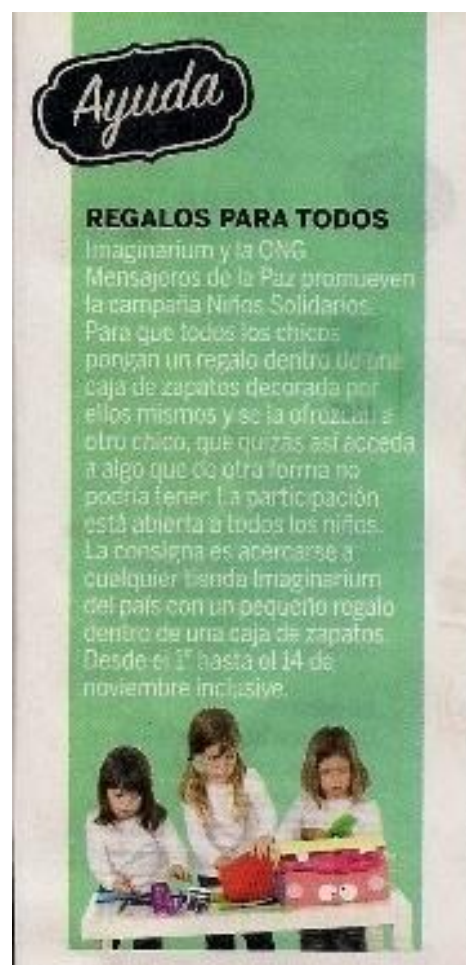 Ayuda
REGALOS PARA TODOS
Imaginarium y la ONG
Mensajeros de la Paz promueven
la campaña Niños Solidarios.
Para que todos los chicos
pongan un regalo dentro de una
caja de zapatos decorada por
ellos mismos y se la ofrozcan a
otro chico, que quizás así acceda
a algo que de otra forma no
podría tener. La participación
está abierta a todos los niños.
La consigna es acercarse a
cualquier tienda Imaginarium
del país con un pequeño regalo
dentro de una caja de zapatos.
Desde el 1º hasta el 14 de
noviembre inclusive.